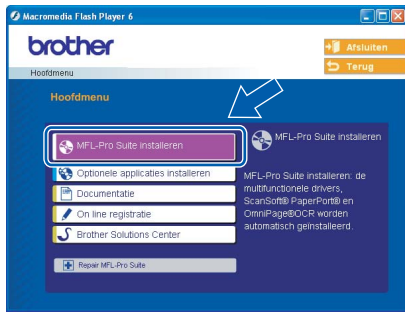 Macromedia Flash Player 6
brother
Afsluiten
Terug
Hoofdmenu
Hoofdmenu
MFL-Pro Suite installeren
Optionele applicaties installeren
Documentatie
On line registratie
Brother Solutions Center
Repair MFL-Pro Suite
MFL-Pro Suite installeren
MFL-Pro Suite installeren: de
multifunctionele drivers,
ScanSoft® PaperPort® en
OmniPage®OCR worden
automatisch geïnstalleerd.